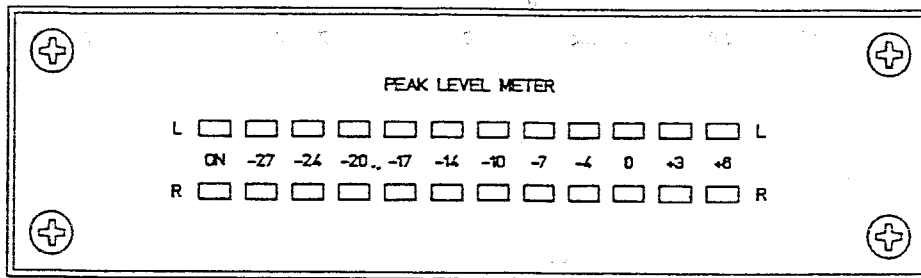 PEAK LEVEL METER
L L
ON -27 -24 -20 -17 -14 -10 -7 -4 0 +3 +6
R R